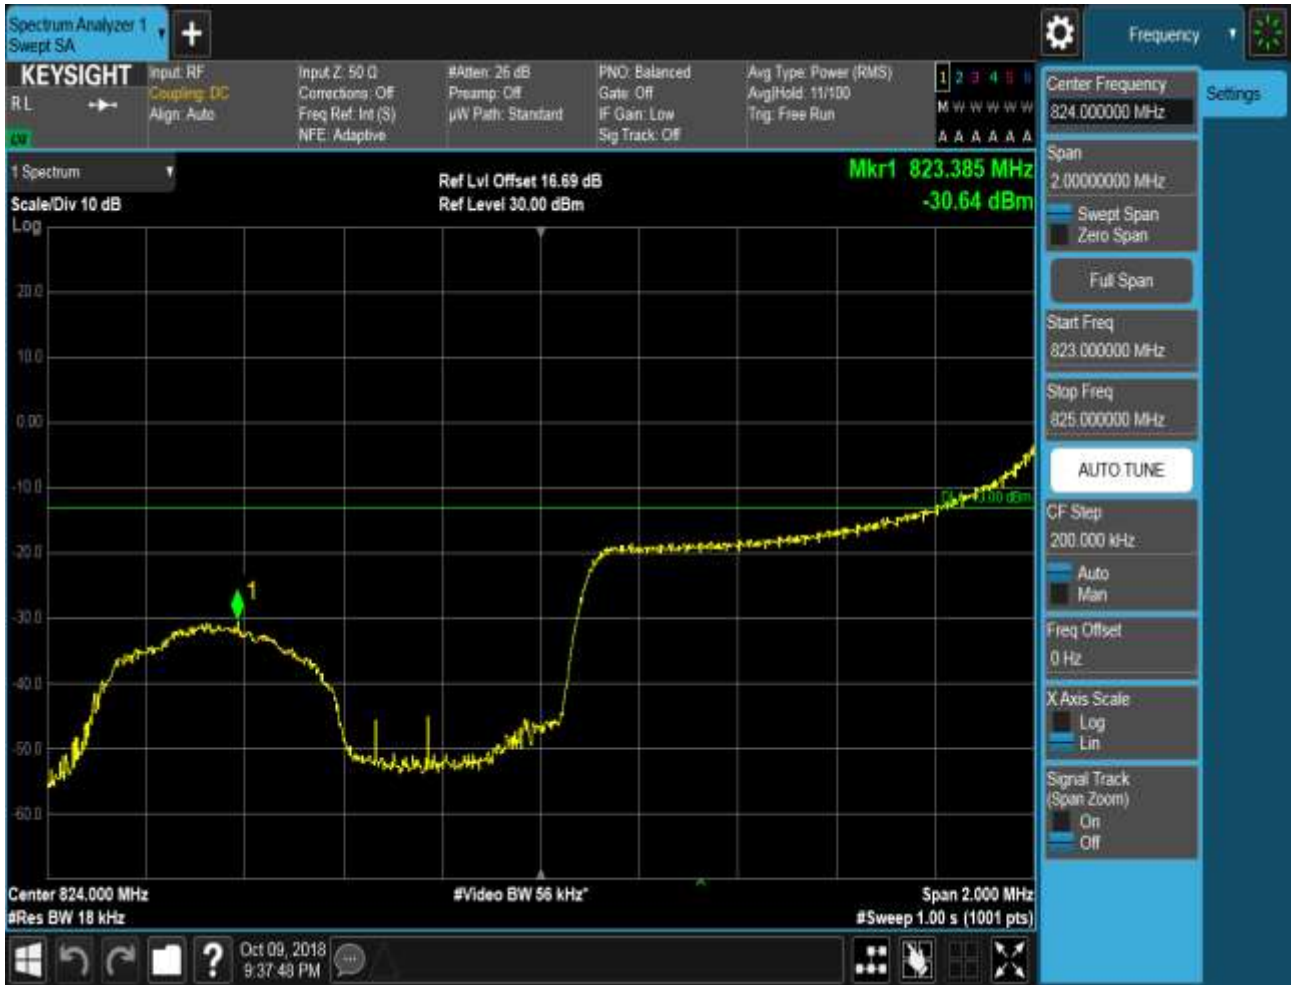 Spectrum Analyzer 1
Swept SA
+
Frequency
KEYSIGHT
R L
Input: RF
Coupling: DC
Align: Auto
Input Z: 50 Ω
Corrections: Off
Freq Ref: Int (S)
NFE: Adaptive
#Atten: 26 dB
Preamp: Off
µW Path: Standard
PNO: Balanced
Gate: Off
IF Gain: Low
Sig Track: Off
Avg Type: Power (RMS)
Avg|Hold: 11/100
Trig: Free Run
1 2 3 4 5 6
M W W W W W
A A A A A A
1 Spectrum
Scale/Div 10 dB
Log
Ref Lvl Offset 16.69 dB
Ref Level 30.00 dBm
Mkr1 823.385 MHz
-30.64 dBm
20.0
10.0
0.00
-10.0
-20.0
-30.0
-40.0
-50.0
-60.0
1
Center 824.000 MHz
#Res BW 18 kHz
#Video BW 56 kHz*
Span 2.000 MHz
#Sweep 1.00 s (1001 pts)
Center Frequency
824.000000 MHz
Settings
Span
2.00000000 MHz
Swept Span
Zero Span
Full Span
Start Freq
823.000000 MHz
Stop Freq
825.000000 MHz
AUTO TUNE
CF Step
200.000 kHz
Auto
Man
Freq Offset
0 Hz
X Axis Scale
Log
Lin
Signal Track
(Span Zoom)
On
Off
?
Oct 09, 2018
9:37:48 PM